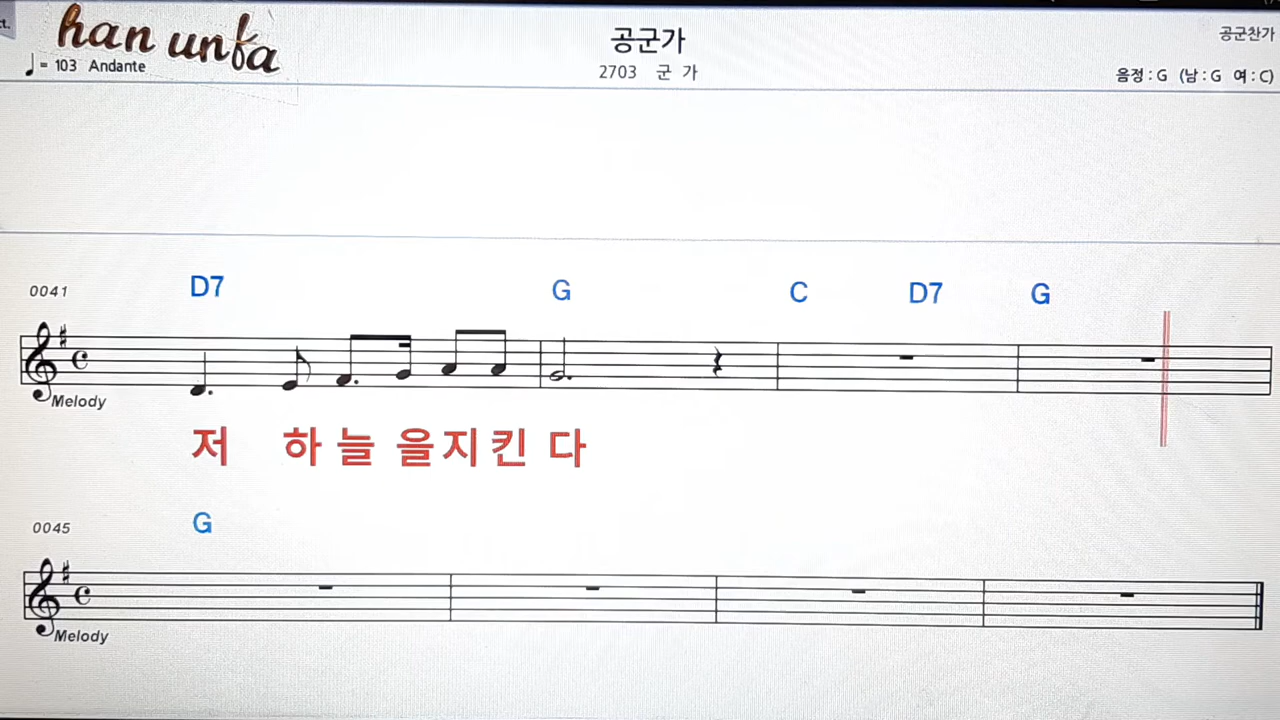 han unfa
공군가
공군찬가
♩ = 103 Andante
2703 군 가
음정 : G (남 : G 여 : C)
0041 D7 G C D7 G
Melody
저 하 늘 을 지 킨 다
0045 G
Melody